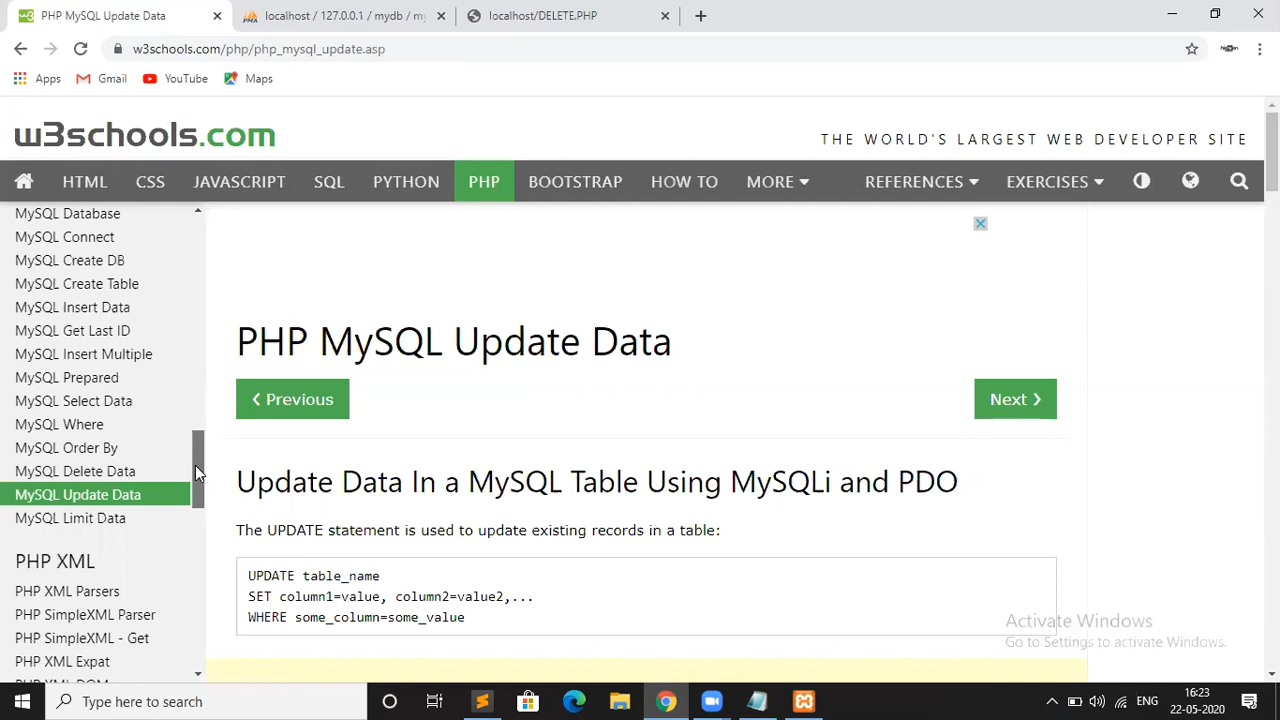 PHP MySQL Update Data
localhost / 127.0.0.1 / mydb / my
localhost/DELETE.PHP
w3schools.com/php/php_mysql_update.asp
Apps Gmail YouTube Maps
w3schools.com
THE WORLD'S LARGEST WEB DEVELOPER SITE
HTML CSS JAVASCRIPT SQL PYTHON PHP BOOTSTRAP HOW TO MORE REFERENCES EXERCISES
MySQL Database
MySQL Connect
MySQL Create DB
MySQL Create Table
MySQL Insert Data
MySQL Get Last ID
MySQL Insert Multiple
MySQL Prepared
MySQL Select Data
MySQL Where
MySQL Order By
MySQL Delete Data
MySQL Update Data
MySQL Limit Data
PHP XML
PHP XML Parsers
PHP SimpleXML Parser
PHP SimpleXML - Get
PHP XML Expat
PHP MySQL Update Data
❮ Previous
Next ❯
Update Data In a MySQL Table Using MySQLi and PDO
The UPDATE statement is used to update existing records in a table:
UPDATE table_name
SET column1=value, column2=value2,...
WHERE some_column=some_value
Activate Windows
Go to Settings to activate Windows.
Type here to search
ENG
16:23
22-05-2020